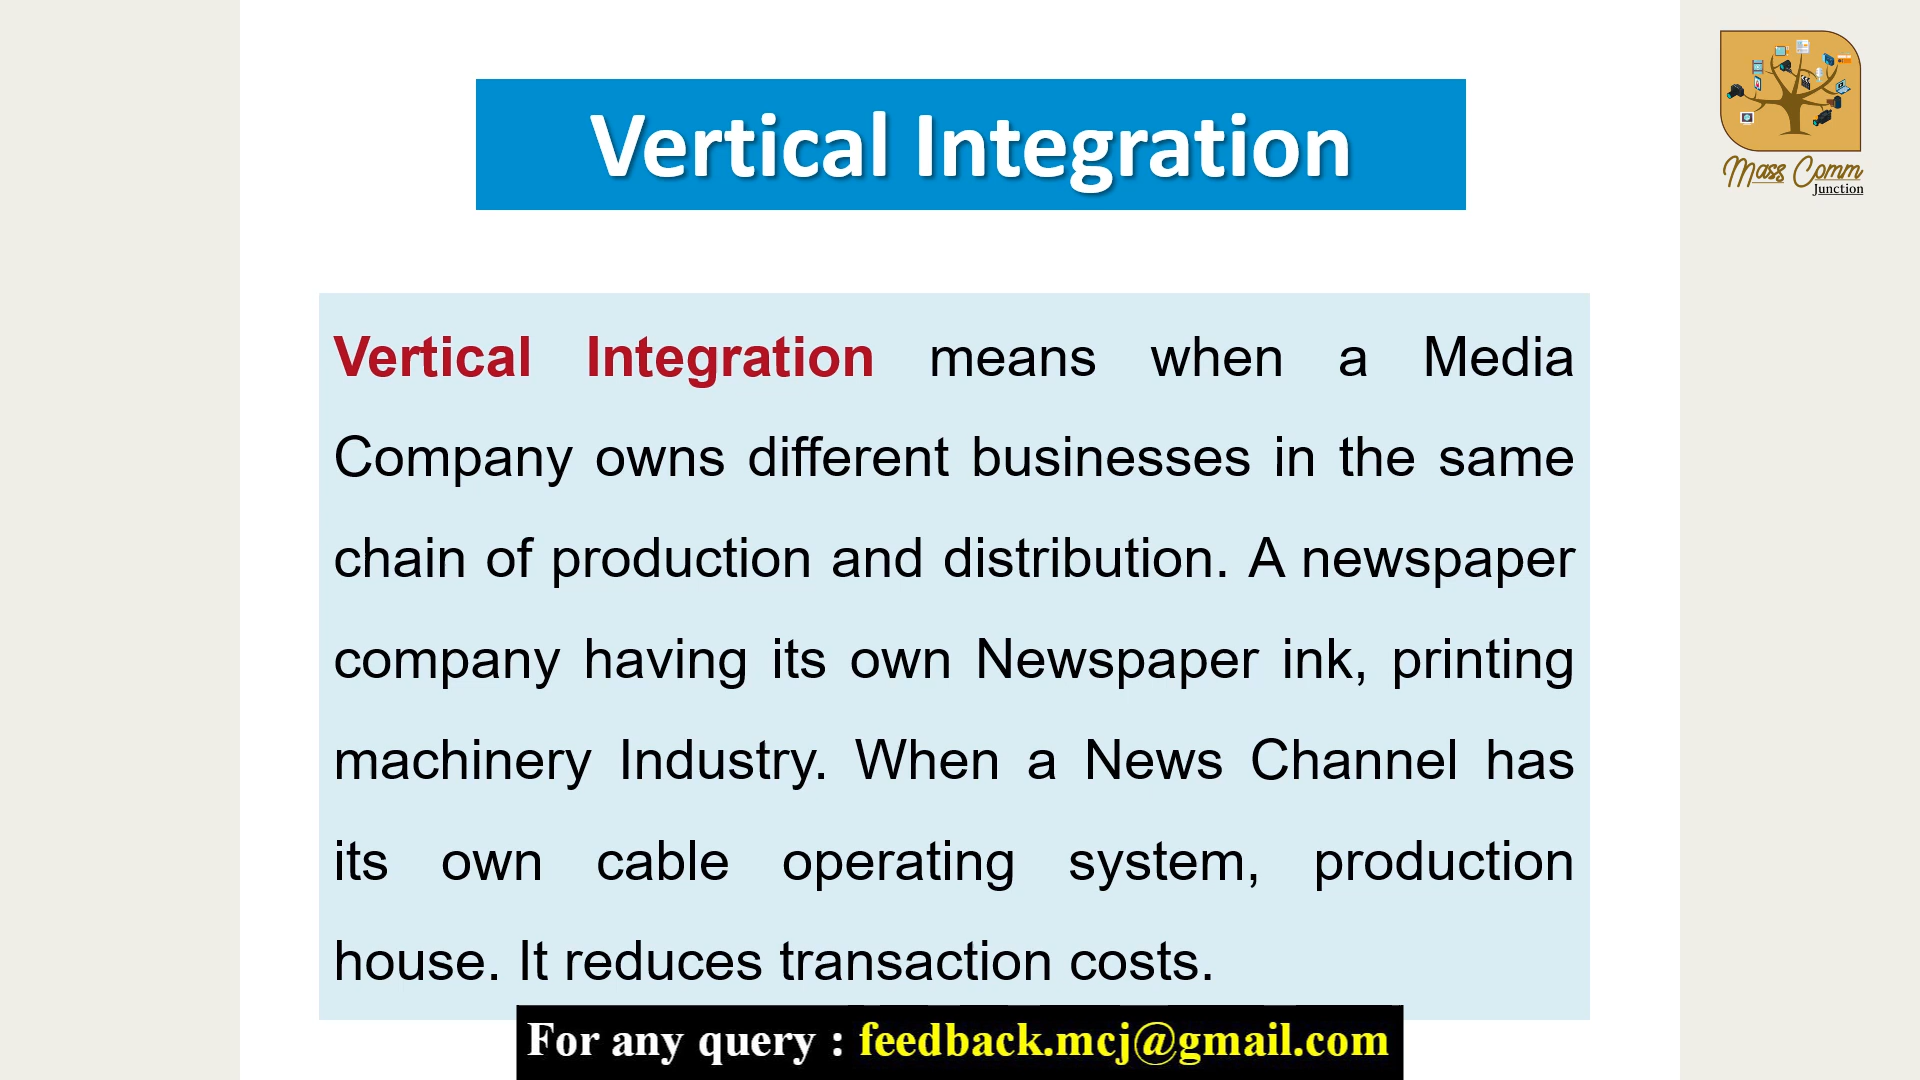 Vertical Integration
Mass Comm
Junction
Vertical Integration means when a Media
Company owns different businesses in the same
chain of production and distribution. A newspaper
company having its own Newspaper ink, printing
machinery Industry. When a News Channel has
its own cable operating system, production
house. It reduces transaction costs.
For any query : feedback.mcj@gmail.com